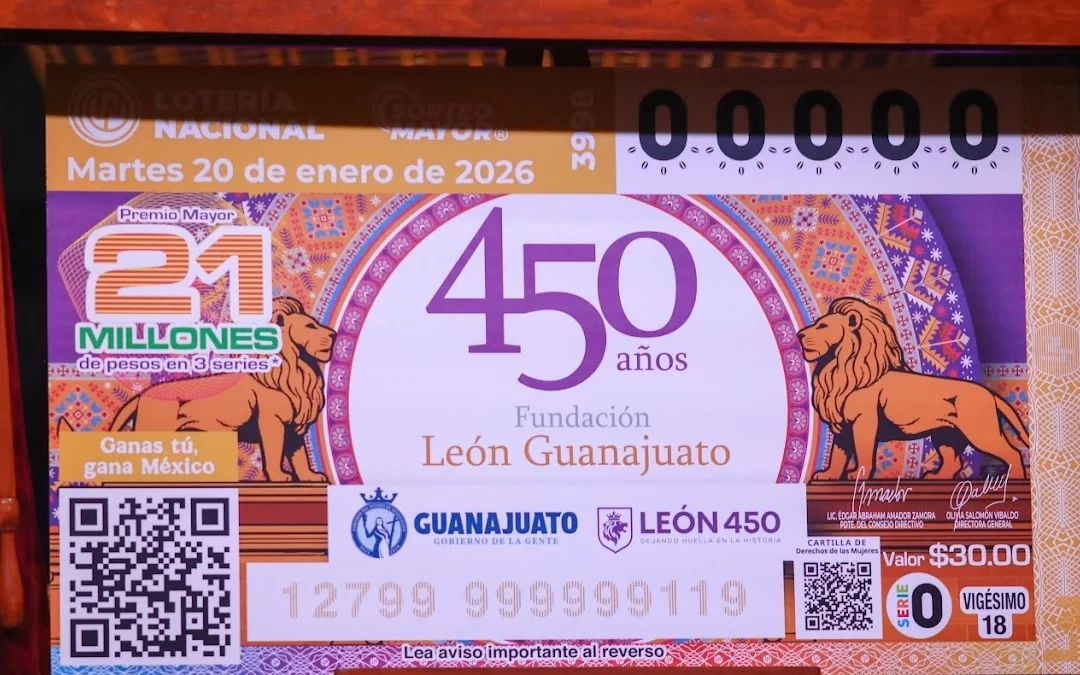 LOTERÍA
NACIONAL
SORTEO
MAYOR®
3998
00000
Martes 20 de enero de 2026
Premio Mayor
21
MILLONES
de pesos en 3 series*
450
años
Fundación
León Guanajuato
Ganas tú,
gana México
GUANAJUATO
GOBIERNO DE LA GENTE
LEÓN 450
DEJANDO HUELLA EN LA HISTORIA
LIC. EDGAR ABRAHAM AMADOR ZAMORA
PDTE. DEL CONSEJO DIRECTIVO
OLIVIA SALOMÓN VIBALDO
DIRECTORA GENERAL
CARTILLA DE
Derechos de las Mujeres
Valor $30.00
SERIE 0
VIGÉSIMO
18
12799 999999119
Lea aviso importante al reverso